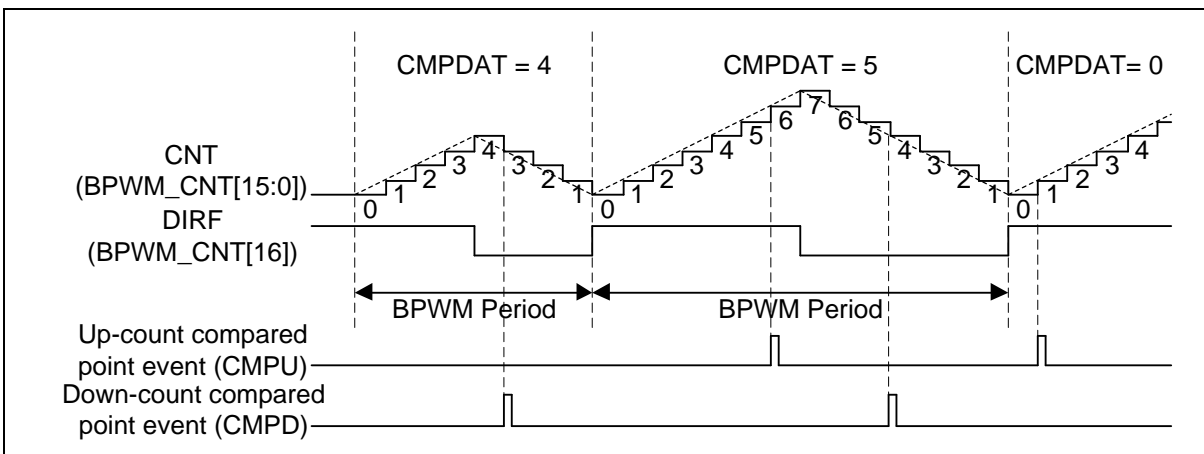 CMPDAT = 4
CMPDAT = 5
CMPDAT= 0
CNT
(BPWM_CNT[15:0])
0 1 2 3 4 3 2 1 0 1 2 3 4 5 6 7 6 5 4 3 2 1 0 1 2 3 4
DIRF
(BPWM_CNT[16])
BPWM Period
BPWM Period
Up-count compared
point event (CMPU)
Down-count compared
point event (CMPD)